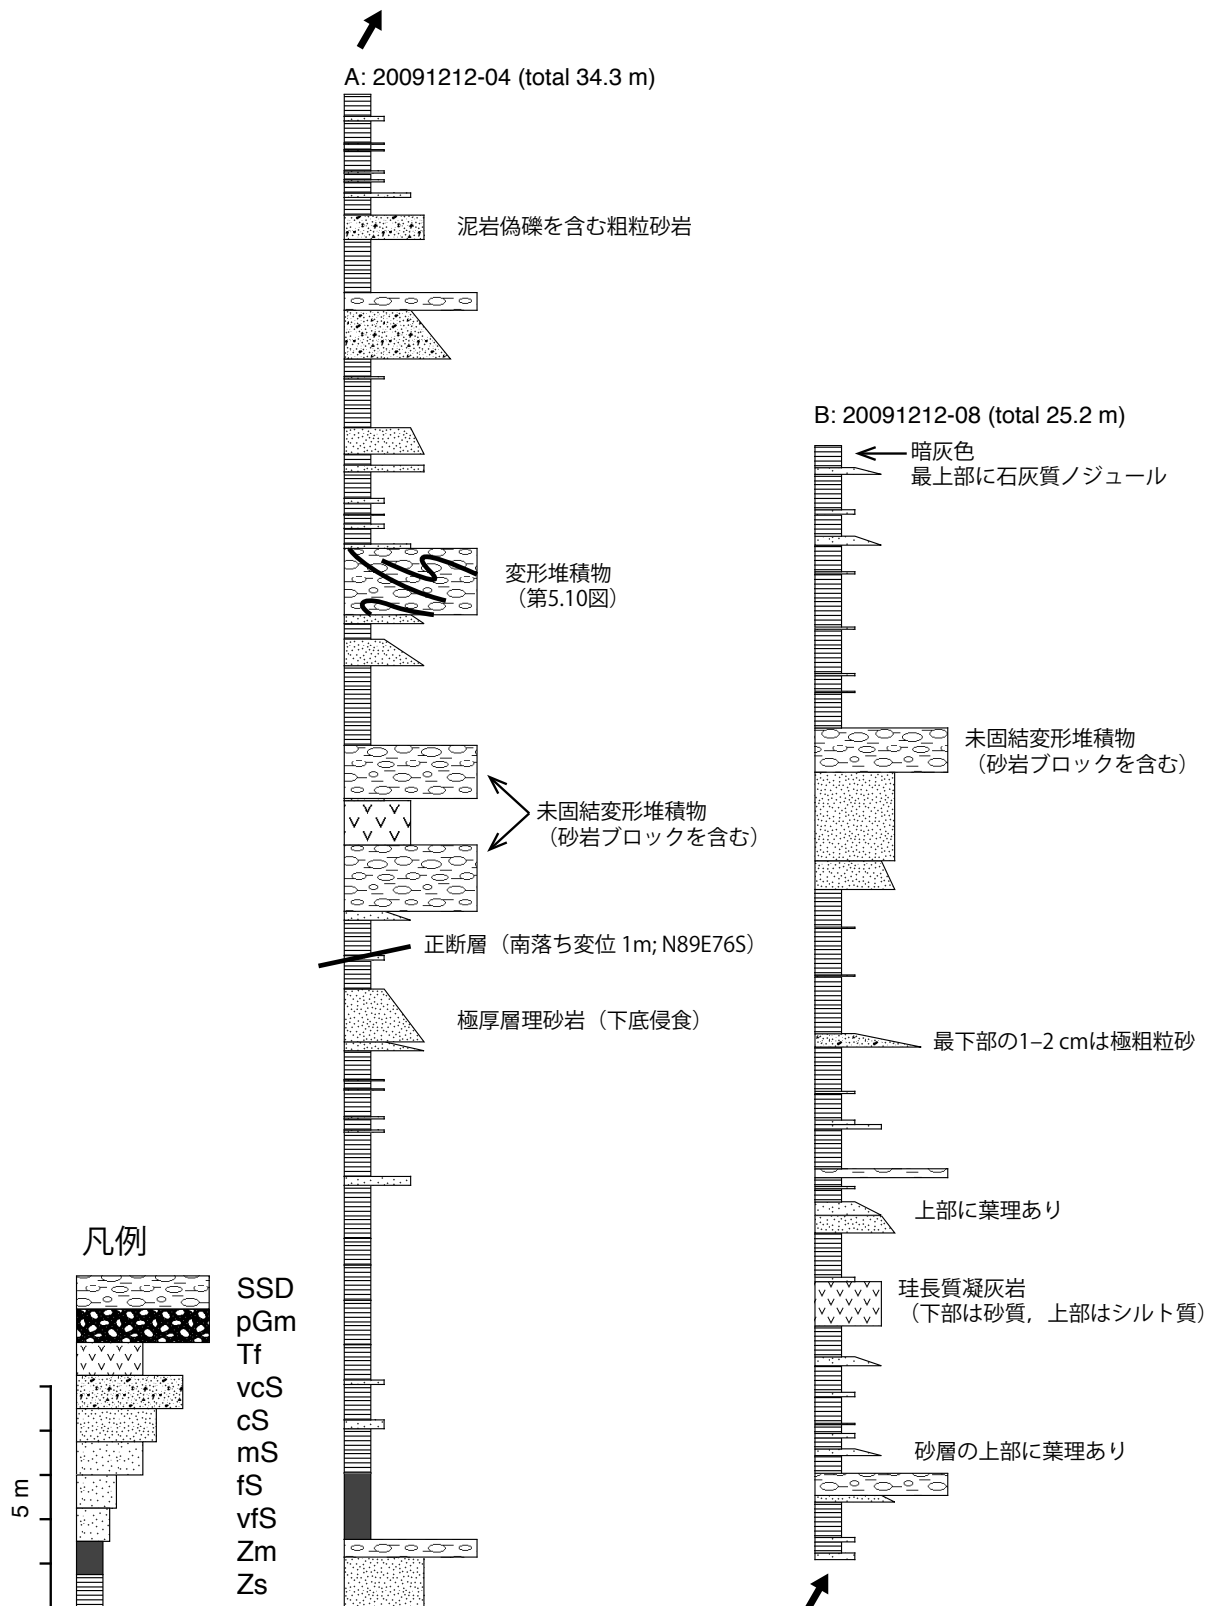 A: 20091212-04 (total 34.3 m)
泥岩偽礫を含む粗粒砂岩
変形堆積物
（第5.10図）
未固結変形堆積物
（砂岩ブロックを含む）
正断層（南落ち変位 1m; N89E76S）
極厚層理砂岩（下底侵食）
B: 20091212-08 (total 25.2 m)
暗灰色
最上部に石灰質ノジュール
未固結変形堆積物
（砂岩ブロックを含む）
最下部の1–2 cmは極粗粒砂
上部に葉理あり
珪長質凝灰岩
（下部は砂質，上部はシルト質）
砂層の上部に葉理あり
凡例
SSD
pGm
Tf
vcS
cS
mS
fS
vfS
Zm
Zs
5 m